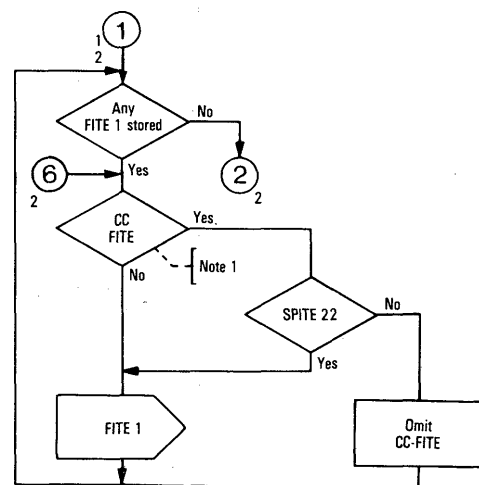 1
1
2
Any
FITE 1 stored
No
Yes
6
2
2
2
CC
FITE
Yes.
Note 1
No
SPITE 22
No
Yes
FITE 1
Omit
CC-FITE